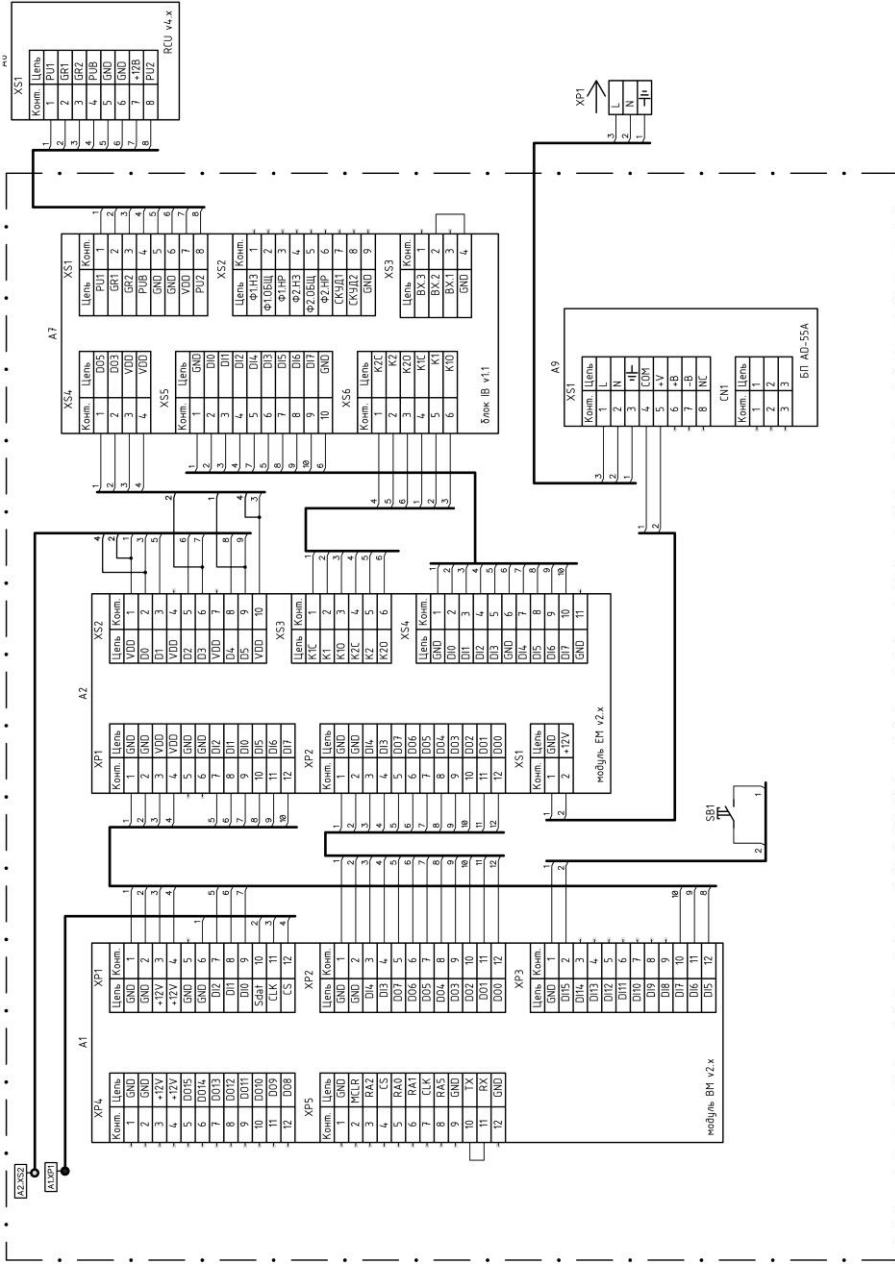 XS1
Конт. Цепь
1 PU1
2 GR1
3 GR2
4 PUB
5 GND
6 GND
7 +12В
8 PU2
RCU v4.x
XP1
L
N
A7
XS4
Конт. Цепь
1 DO5
2 DO3
3 VDD
4 VDD
XS5
Конт. Цепь
1 GND
2 DI0
3 DI1
4 DI2
5 DI4
6 DI3
7 DI5
8 DI6
9 DI7
10 GND
XS6
Конт. Цепь
1 K2C
2 K2
3 K2O
4 K1C
5 K1
6 K1O
XS1
Цепь Конт.
PU1 1
GR1 2
GR2 3
PUB 4
GND 5
GND 6
VDD 7
PU2 8
XS2
Цепь Конт.
Ф1.НЗ 1
Ф1.ОБЩ 2
Ф1.НР 3
Ф2.НЗ 4
Ф2.ОБЩ 5
Ф2.НР 6
СКУД1 7
СКУД2 8
GND 9
XS3
Цепь Конт.
ВХ.3 1
ВХ.2 2
ВХ.1 3
GND 4
блок IB v1.1
A9
XS1
Конт. Цепь
1 L
2 N
3
4 COM
5 +V
6 +B
7 -B
8 NC
CN1
Конт. Цепь
1 1
2 2
3 3
БП AD-55A
A2
XP1
Конт. Цепь
1 GND
2 GND
3 VDD
4 VDD
5 GND
6 GND
7 DI2
8 DI1
9 DI0
10 DI5
11 DI6
12 DI7
XP2
Конт. Цепь
1 GND
2 GND
3 DI4
4 DI3
5 DO7
6 DO6
7 DO5
8 DO4
9 DO3
10 DO2
11 DO1
12 DO0
XS1
Конт. Цепь
1 GND
2 +12V
XS2
Цепь Конт.
VDD 1
D0 2
D1 3
VDD 4
D2 5
D3 6
VDD 7
D4 8
D5 9
VDD 10
XS3
Цепь Конт.
K1C 1
K1 2
K1O 3
K2C 4
K2 5
K2O 6
XS4
Цепь Конт.
GND 1
DI0 2
DI1 3
DI2 4
DI3 5
GND 6
DI4 7
DI5 8
DI6 9
DI7 10
GND 11
модуль EM v2.x
SB1
2
1
A1
XP4
Конт. Цепь
1 GND
2 GND
3 +12V
4 +12V
5 DO15
6 DO14
7 DO13
8 DO12
9 DO11
10 DO10
11 DO9
12 DO8
XP5
Конт. Цепь
1 GND
2 MCLR
3 RA2
4 CS
5 RA0
6 RA1
7 CLK
8 RA5
9 GND
10 TX
11 RX
12 GND
XP1
Цепь Конт.
GND 1
GND 2
+12V 3
+12V 4
GND 5
GND 6
DI2 7
DI1 8
DI0 9
Sdat 10
CLK 11
CS 12
XP2
Цепь Конт.
GND 1
GND 2
DI4 3
DI3 4
DO7 5
DO6 6
DO5 7
DO4 8
DO3 9
DO2 10
DO1 11
DO0 12
XP3
Цепь Конт.
GND 1
DI15 2
DI14 3
DI13 4
DI12 5
DI11 6
DI10 7
DI9 8
DI8 9
DI7 10
DI6 11
DI5 12
модуль BM v2.x
A2.XS2
A1.XP1